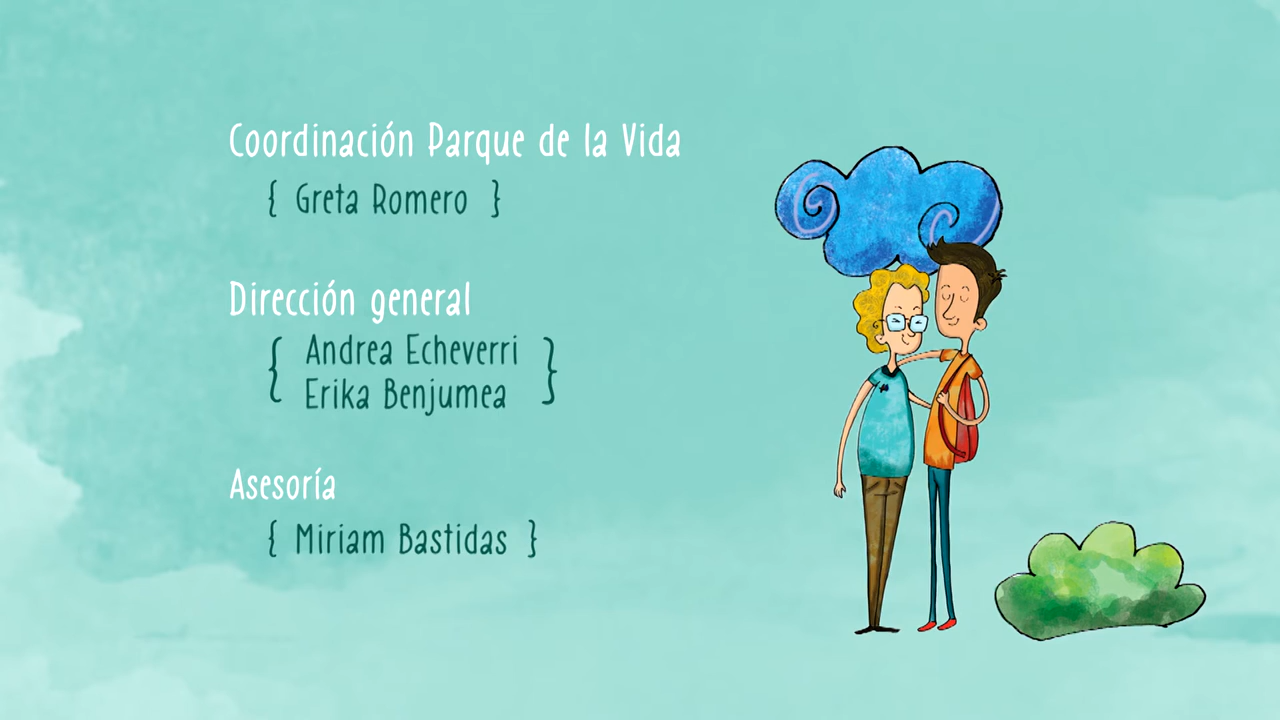 Coordinación Parque de la Vida
{ Greta Romero }
Dirección general
{ Andrea Echeverri
Erika Benjumea }
Asesoría
{ Miriam Bastidas }